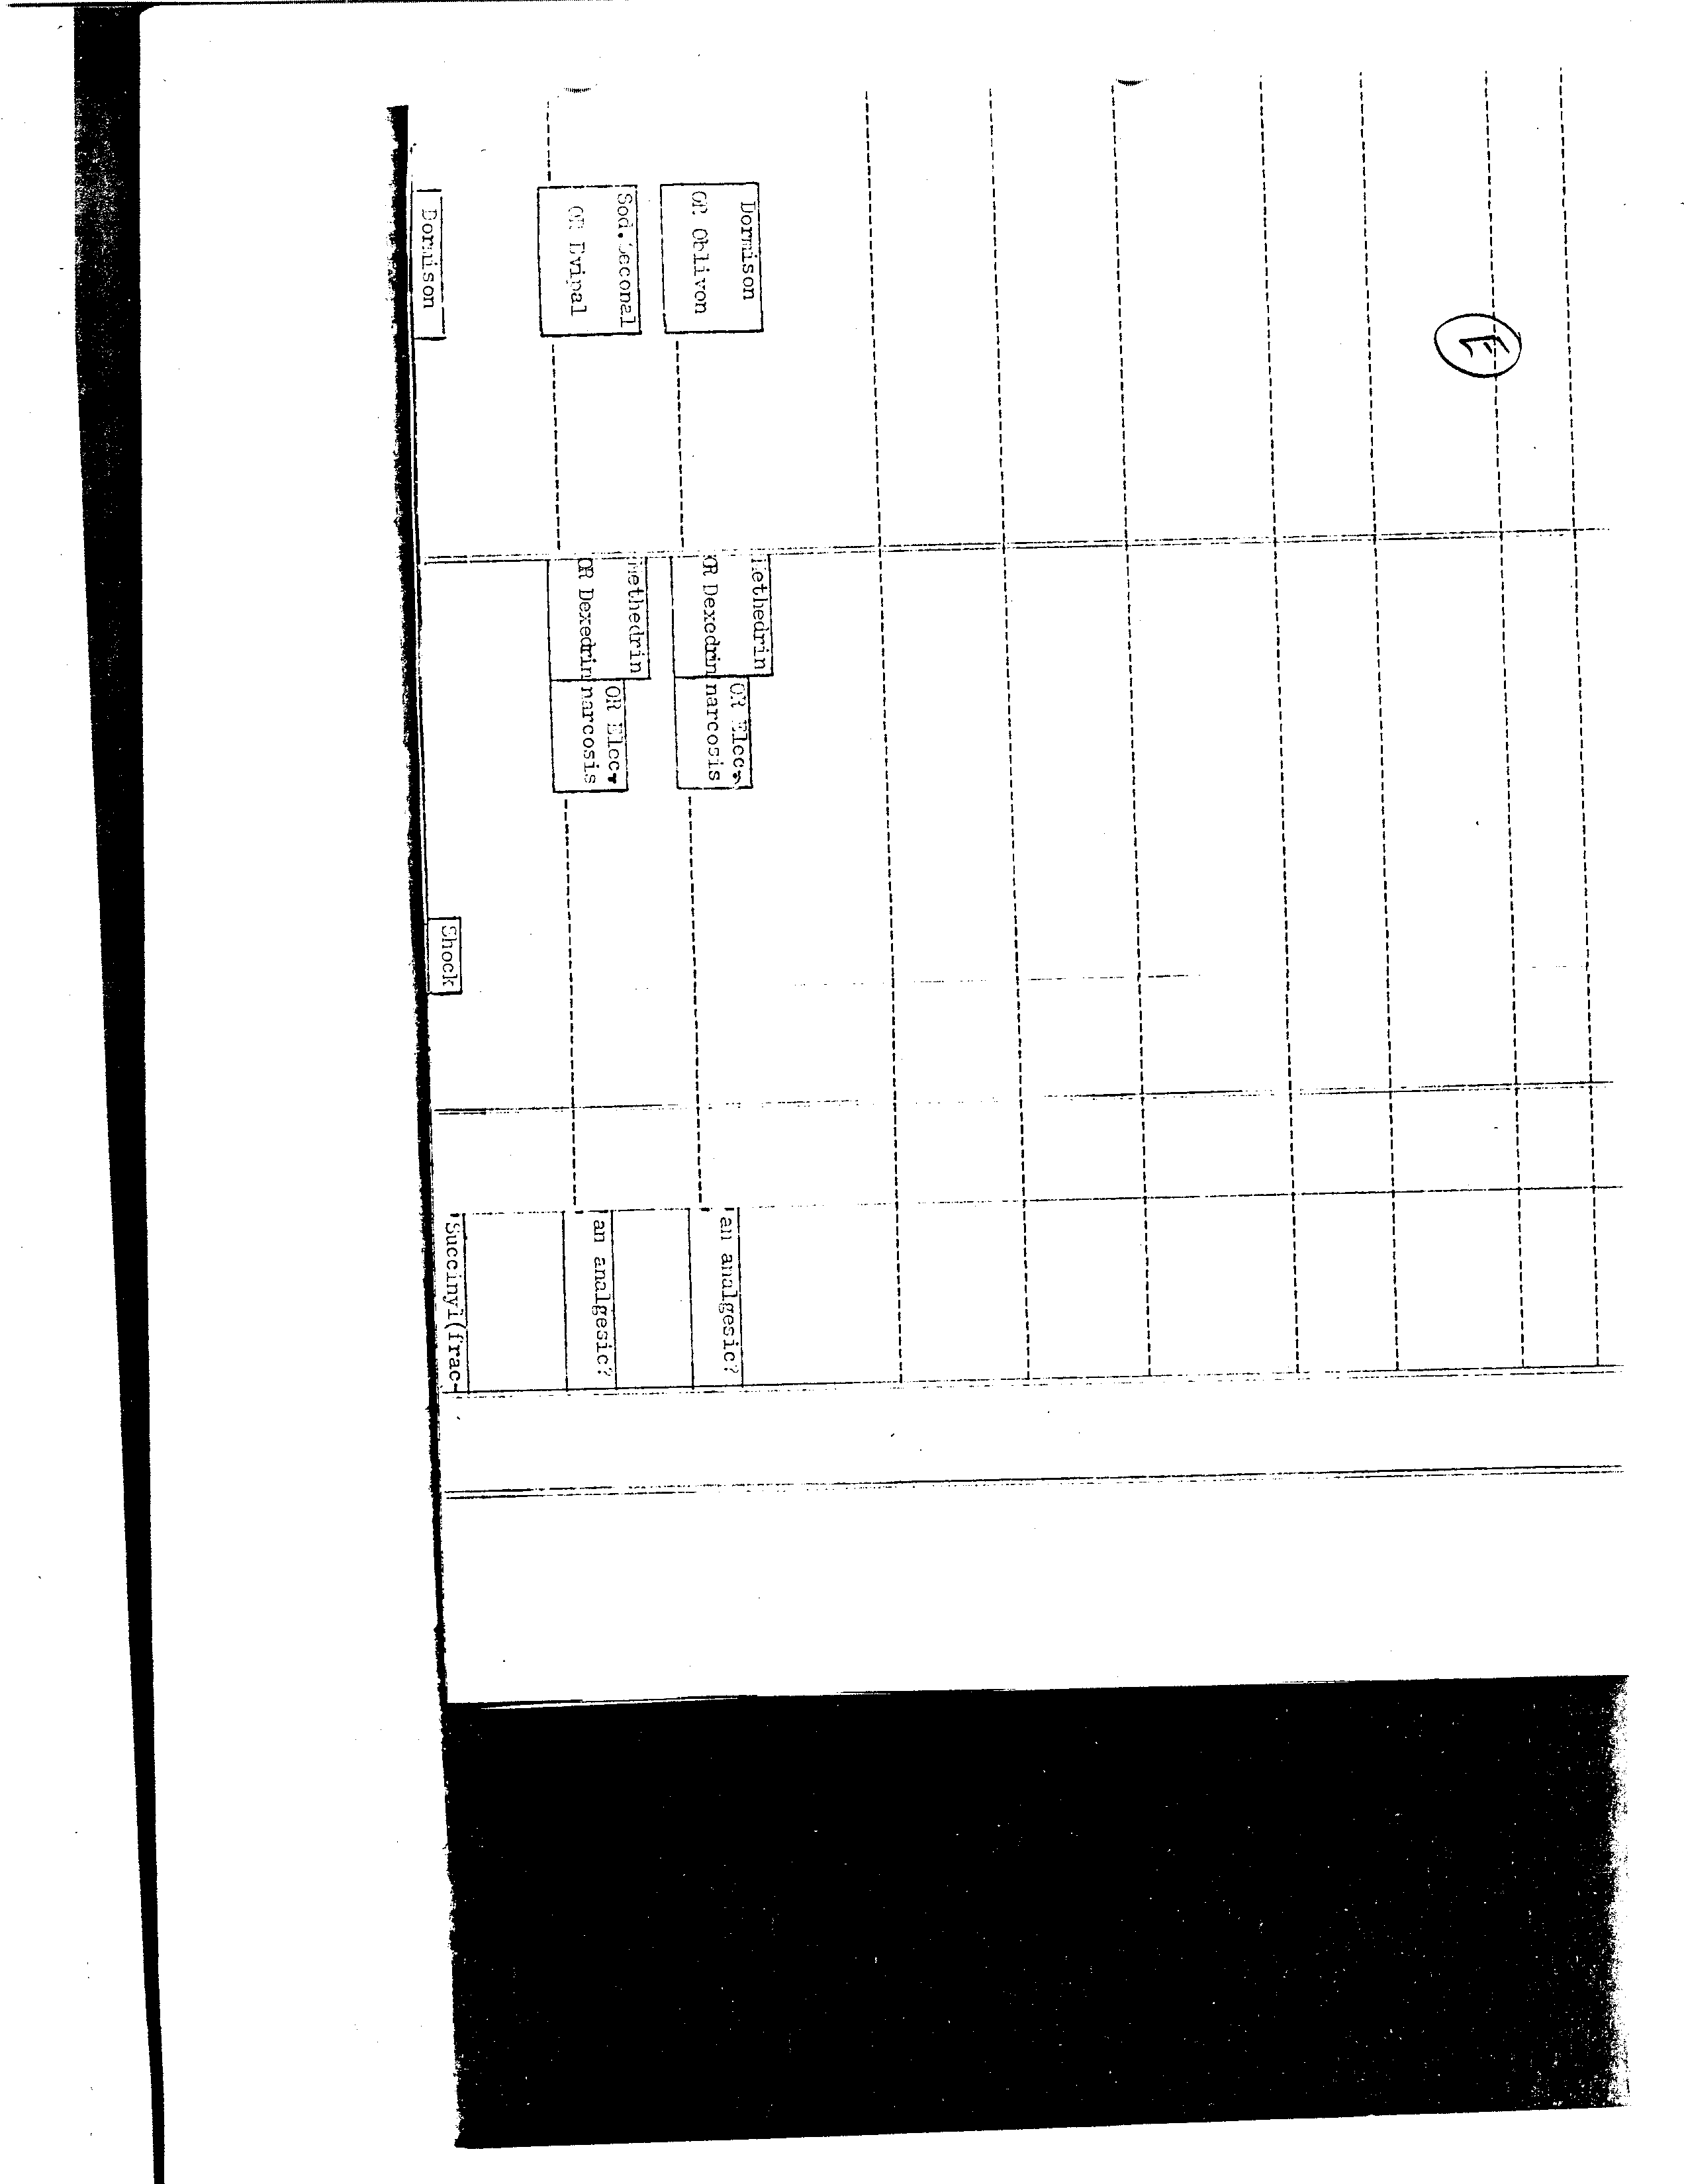 Dormison
OR Oblivon
Methedrin
OR Dexedrin
OR Elec.
narcosis
an analgesic?
Sod. Seconal
OR Evipal
Methedrin
OR Dexedrin
OR Elec.
narcosis
an analgesic?
Dormison
Shock
Succinyl(frac-